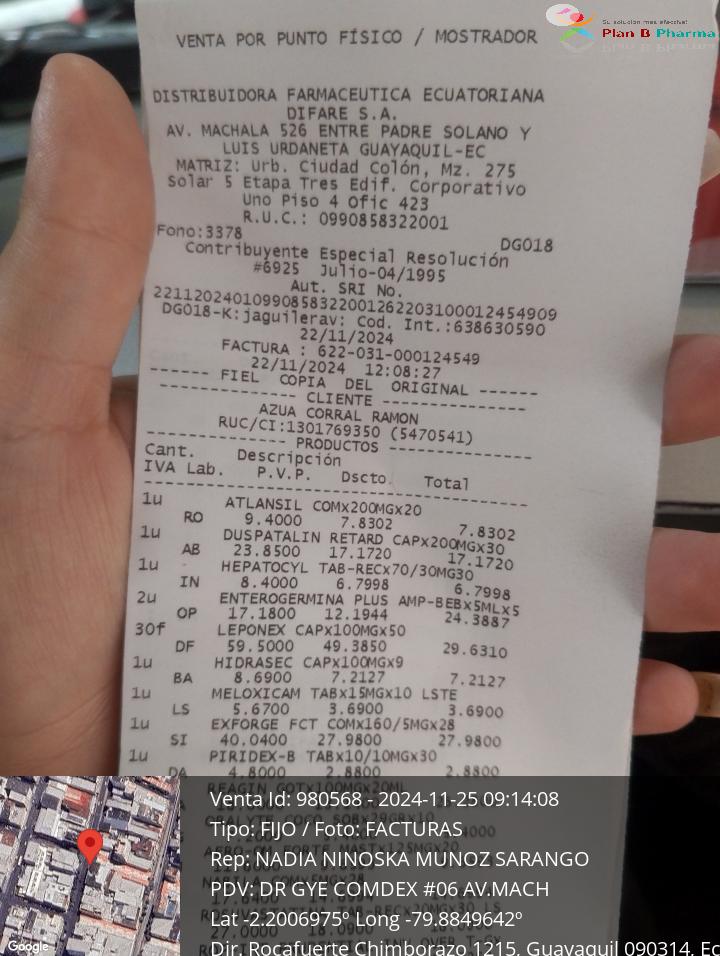 Su solución más efectiva!
Plan B Pharma
VENTA POR PUNTO FÍSICO / MOSTRADOR
DISTRIBUIDORA FARMACEUTICA ECUATORIANA
DIFARE S.A.
AV. MACHALA 526 ENTRE PADRE SOLANO Y
LUIS URDANETA GUAYAQUIL-EC
MATRIZ: Urb. Ciudad Colón, Mz. 275
Solar 5 Etapa Tres Edif. Corporativo
Uno Piso 4 Ofic 423
R.U.C.: 0990858322001
Fono:3378 DG018
Contribuyente Especial Resolución
#6925 Julio-04/1995
Aut. SRI No.
22112024010990858322001262203100012454909
DG018-K:jaguilerav: Cod. Int.:638630590
22/11/2024
FACTURA : 622-031-000124549
22/11/2024 12:08:27
------ FIEL COPIA DEL ORIGINAL ------
-------------- CLIENTE --------------
AZUA CORRAL RAMON
RUC/CI:1301769350 (5470541)
-------------- PRODUCTOS --------------
Cant. Descripción
IVA Lab. P.V.P. Dscto. Total
1u ATLANSIL COMx200MGx20
RO 9.4000 7.8302 7.8302
1u DUSPATALIN RETARD CAPx200MGx30
AB 23.8500 17.1720 17.1720
1u HEPATOCYL TAB-RECx70/30MG30
IN 8.4000 6.7998 6.7998
2u ENTEROGERMINA PLUS AMP-BEBx5MLx5
OP 17.1800 12.1944 24.3887
30f LEPONEX CAPx100MGx50
DF 59.5000 49.3850 29.6310
1u HIDRASEC CAPx100MGx9
BA 8.6900 7.2127 7.2127
1u MELOXICAM TABx15MGx10 LSTE
LS 5.6700 3.6900 3.6900
1u EXFORGE FCT COMx160/5MGx28
SI 40.0400 27.9800 27.9800
1u PIRIDEX-B TABx10/10MGx30
DA 4.8000 2.8800 2.8800
Venta Id: 980568 - 2024-11-25 09:14:08
Tipo: FIJO / Foto: FACTURAS
Rep: NADIA NINOSKA MUNOZ SARANGO
PDV: DR GYE COMDEX #06 AV.MACH
Lat -2.2006975º Long -79.8849642º
Dir. Rocafuerte Chimborazo 1215, Guayaquil 090314, Ec
Google